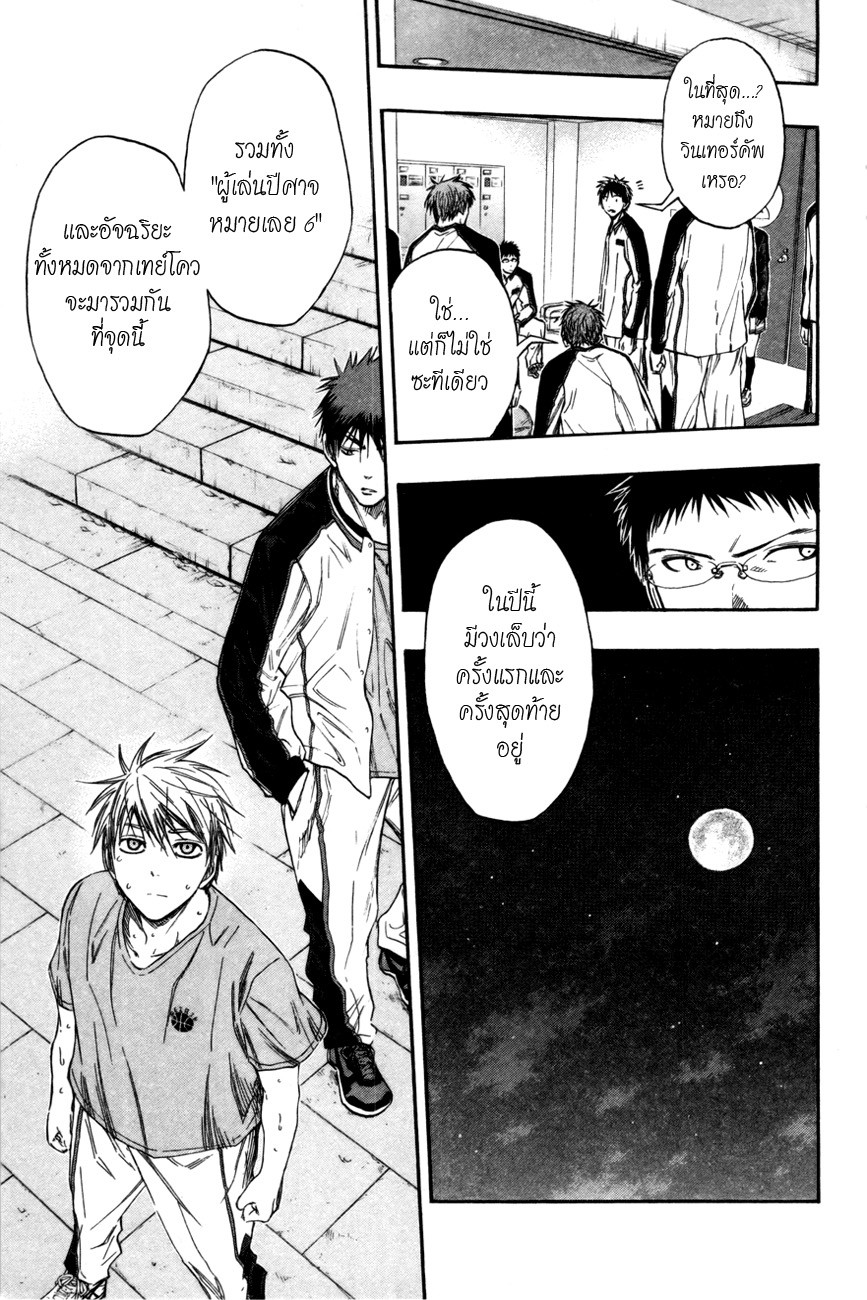 ในที่สุด...?
หมายถึง
วินเทอร์คัพ
เหรอ?
ใช่...
แต่ก็ไม่ใช่
ซะทีเดียว
ในปีนี้
มีวงเล็บว่า
ครั้งแรกและ
ครั้งสุดท้าย
อยู่
รวมทั้ง
"ผู้เล่นปีศาจ
หมายเลย 6"
และอัจฉริยะ
ทั้งหมดจากเทย์โคว
จะมารวมกัน
ที่จุดนี้